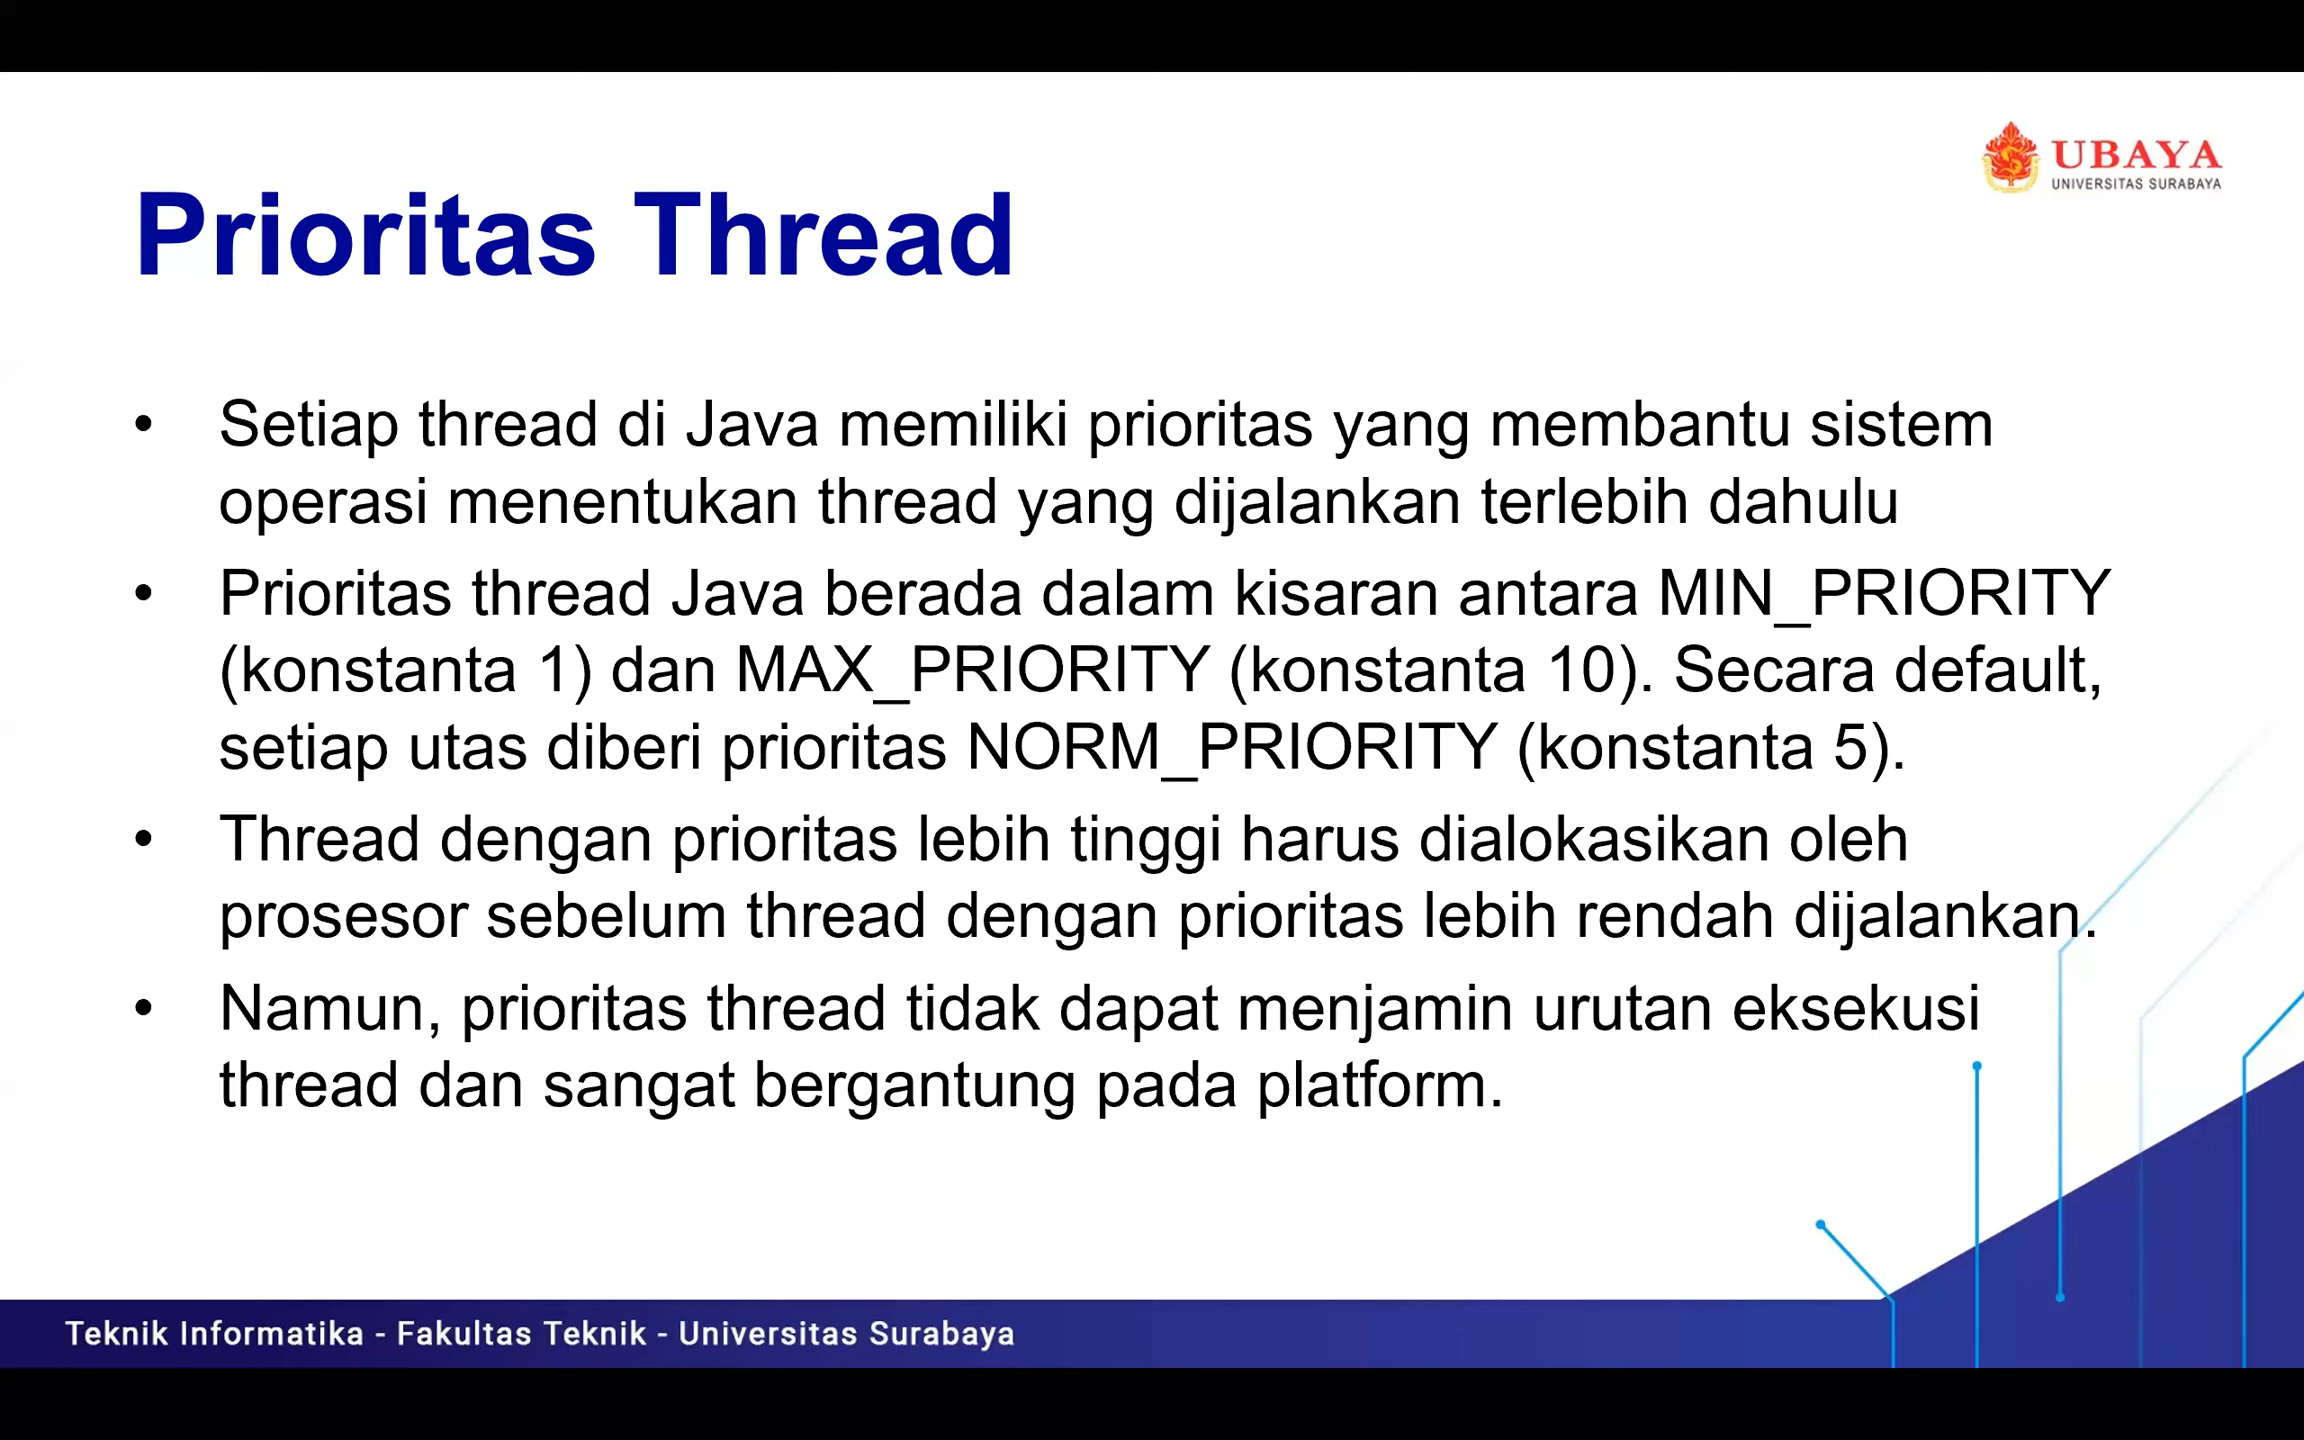 UBAYA
UNIVERSITAS SURABAYA
Prioritas Thread
• Setiap thread di Java memiliki prioritas yang membantu sistem
operasi menentukan thread yang dijalankan terlebih dahulu
• Prioritas thread Java berada dalam kisaran antara MIN_PRIORITY
(konstanta 1) dan MAX_PRIORITY (konstanta 10). Secara default,
setiap utas diberi prioritas NORM_PRIORITY (konstanta 5).
• Thread dengan prioritas lebih tinggi harus dialokasikan oleh
prosesor sebelum thread dengan prioritas lebih rendah dijalankan.
• Namun, prioritas thread tidak dapat menjamin urutan eksekusi
thread dan sangat bergantung pada platform.
Teknik Informatika - Fakultas Teknik - Universitas Surabaya